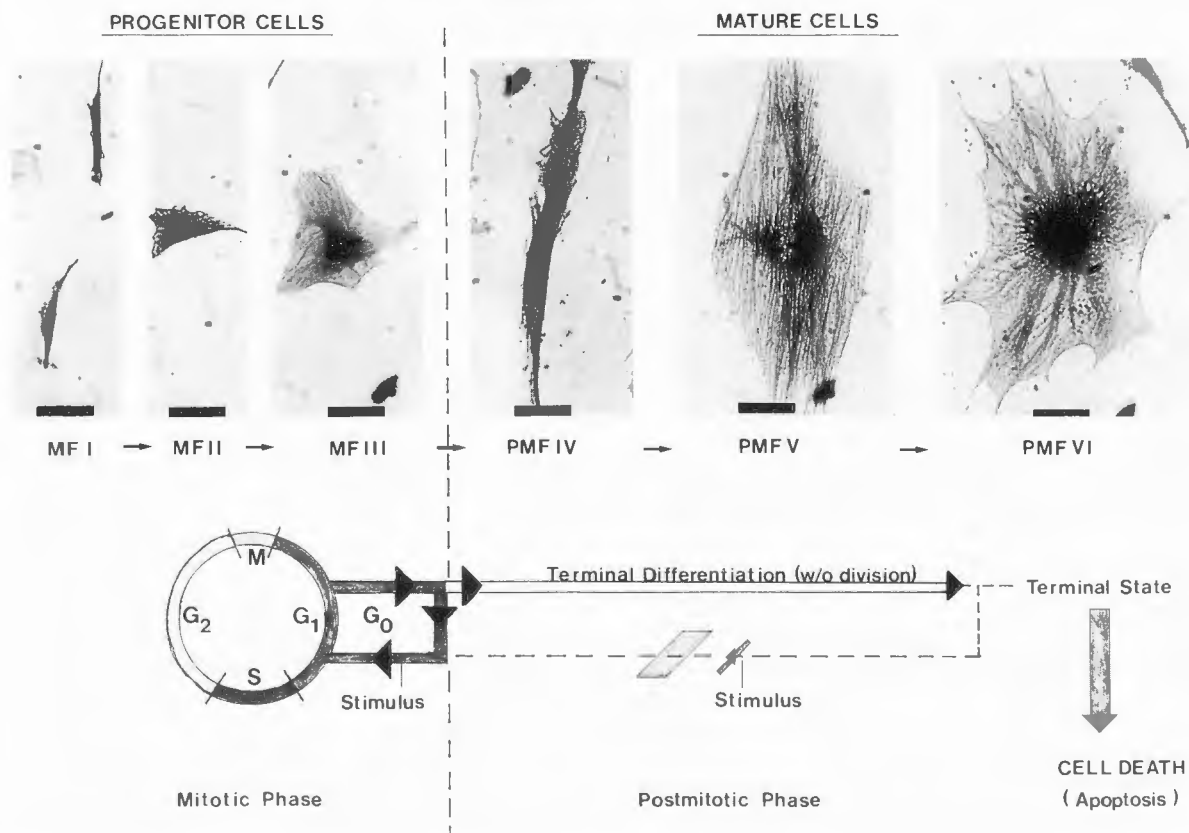 PROGENITOR CELLS
MATURE CELLS
MF I → MF II → MF III → PMF IV → PMF V → PMF VI
M
G2 G1 G0
S
Terminal Differentiation (w/o division)
Terminal State
Stimulus
Stimulus
CELL DEATH
(Apoptosis)
Mitotic Phase
Postmitotic Phase